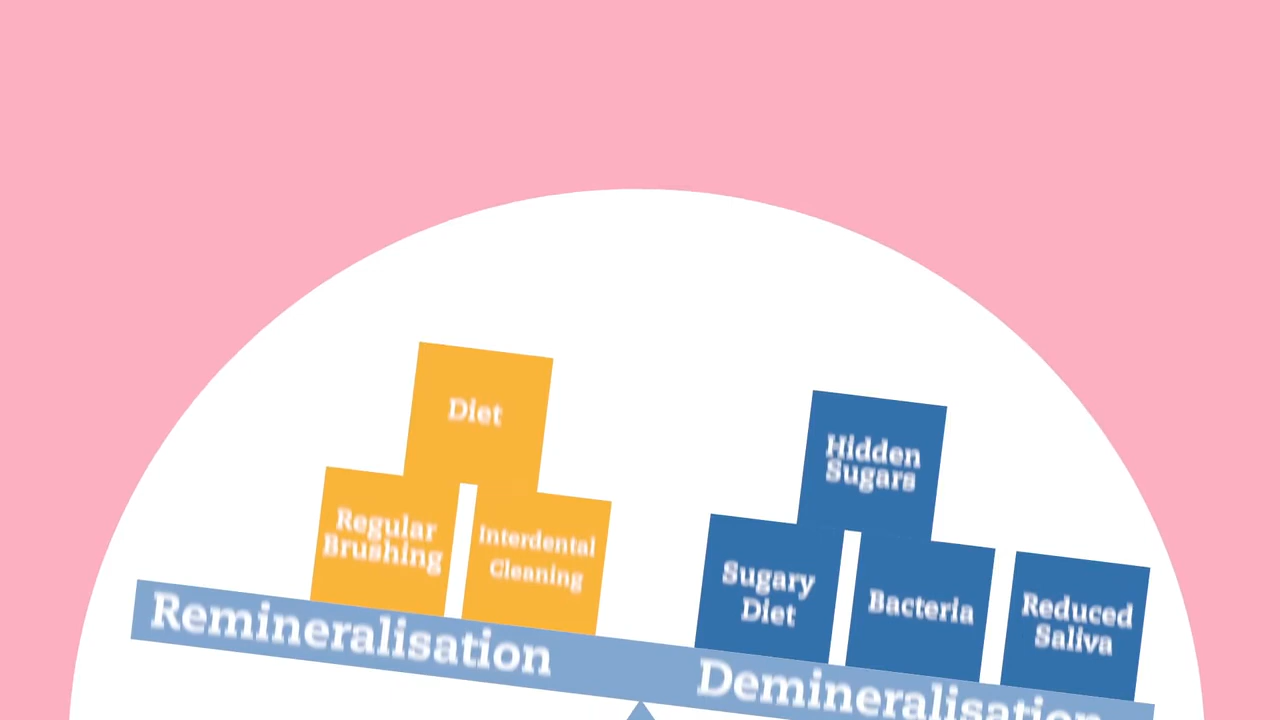 Diet
Regular
Brushing
Interdental
Cleaning
Remineralisation
Hidden
Sugars
Sugary
Diet
Bacteria
Reduced
Saliva
Demineralisation